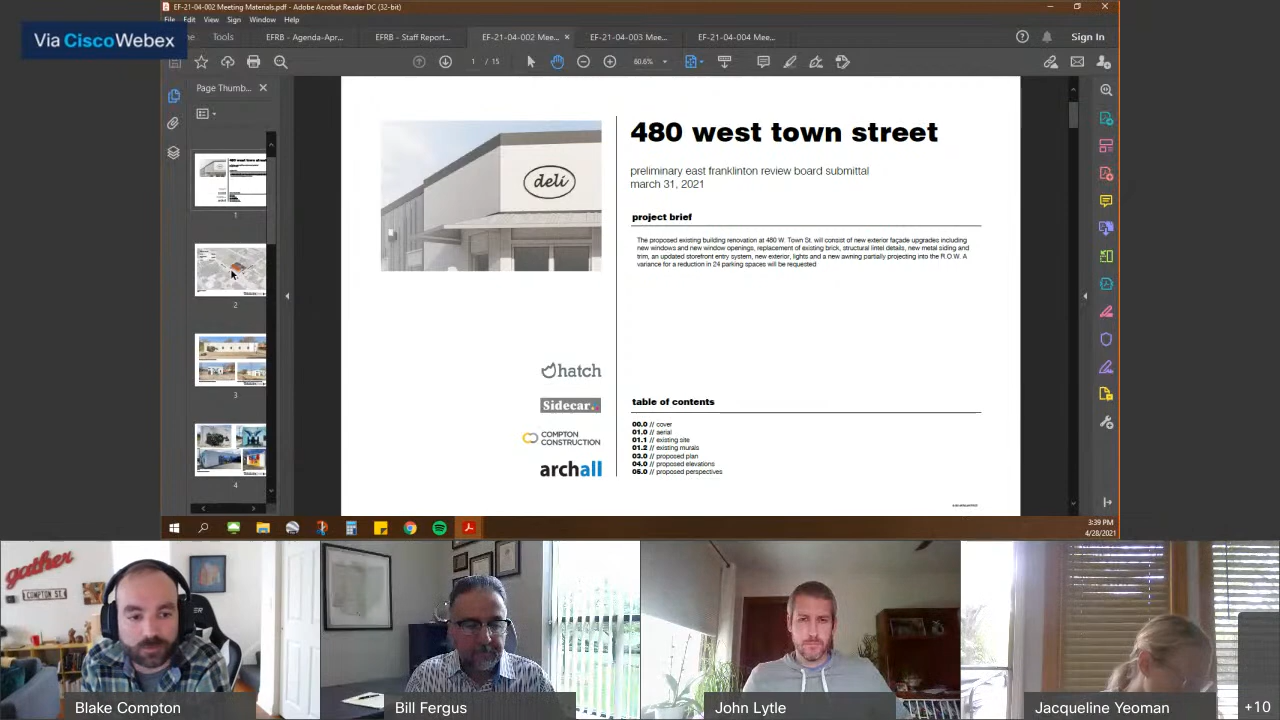 EF-21-04-002 Meeting Materials.pdf - Adobe Acrobat Reader DC (32-bit)
File Edit View Sign Window Help
Via Cisco Webex
Tools
EFRB - Agenda-Apr...
EFRB - Staff Report...
EF-21-04-002 Mee...
EF-21-04-003 Mee...
EF-21-04-004 Mee...
Sign In
1 / 15
60.6%
Page Thumb...
1
2
3
4
deli
480 west town street
preliminary east franklinton review board submittal
march 31, 2021
project brief
The proposed existing building renovation at 480 W. Town St. will consist of new exterior façade upgrades including
new windows and new window openings, replacement of existing brick, structural lintel details, new metal siding and
trim, an updated storefront entry system, new exterior, lights and a new awning partially projecting into the R.O.W. A
variance for a reduction in 24 parking spaces will be requested
hatch
Sidecar.
COMPTON
CONSTRUCTION
archall
table of contents
00.0 // cover
01.0 // aerial
01.1 // existing site
01.2 // existing murals
03.0 // proposed plan
04.0 // proposed elevations
05.0 // proposed perspectives
3:39 PM
4/28/2021
gather
COMPTON ST
Blake Compton
Bill Fergus
John Lytle
Jacqueline Yeoman
+10